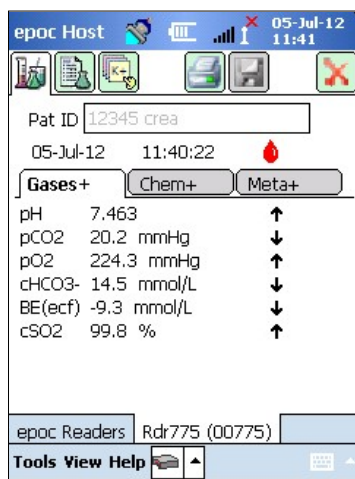 epoc Host 05-Jul-12
11:41
K+
Pat ID 12345 crea
05-Jul-12 11:40:22
Gases+ Chem+ Meta+
pH 7.463 ↑
pCO2 20.2 mmHg ↓
pO2 224.3 mmHg ↑
cHCO3- 14.5 mmol/L ↓
BE(ecf) -9.3 mmol/L ↓
cSO2 99.8 % ↑
epoc Readers Rdr775 (00775)
Tools View Help